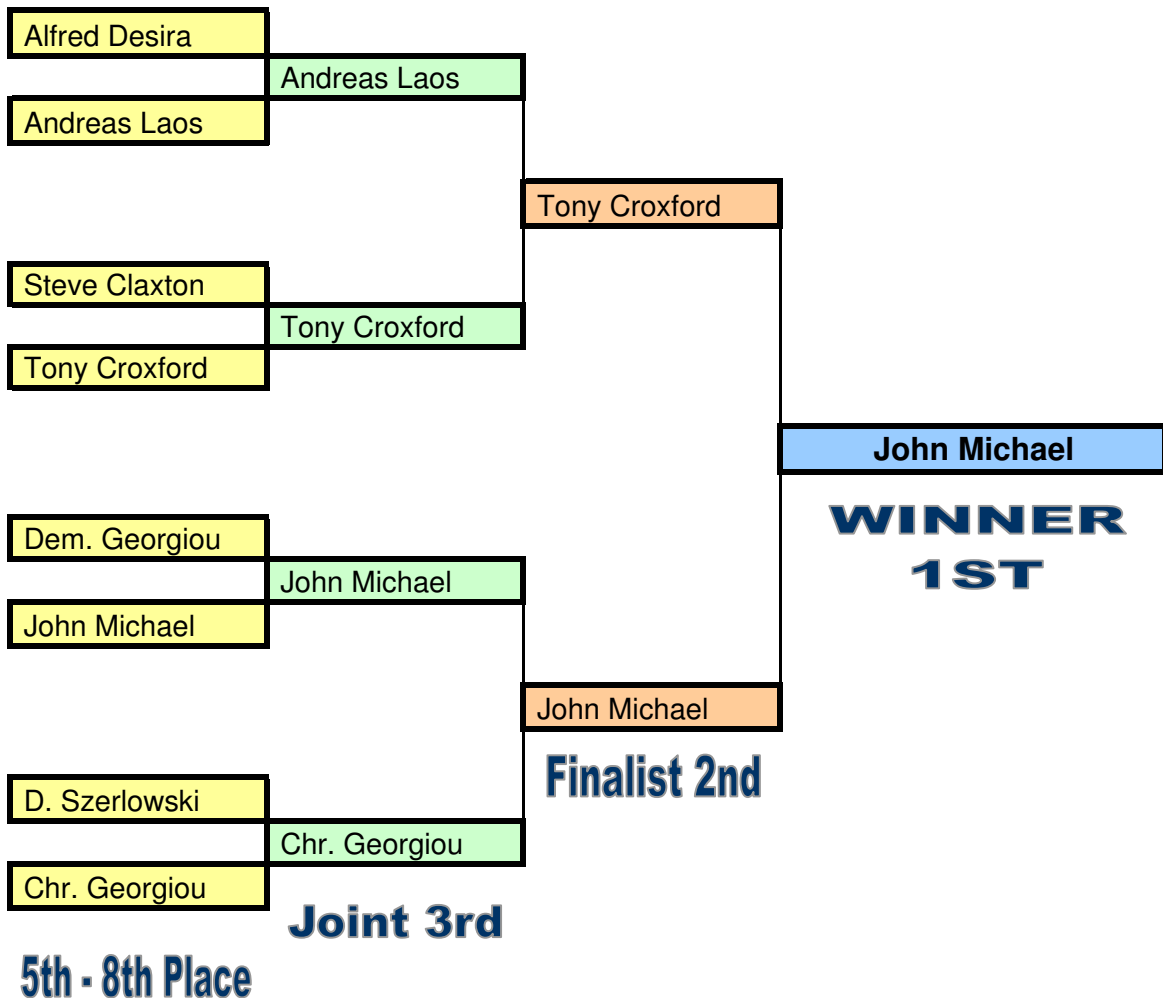 Alfred Desira
Andreas Laos
Andreas Laos
Tony Croxford
Steve Claxton
Tony Croxford
Tony Croxford
John Michael
WINNER
1ST
Dem. Georgiou
John Michael
John Michael
John Michael
Finalist 2nd
D. Szerlowski
Chr. Georgiou
Chr. Georgiou
Joint 3rd
5th - 8th Place